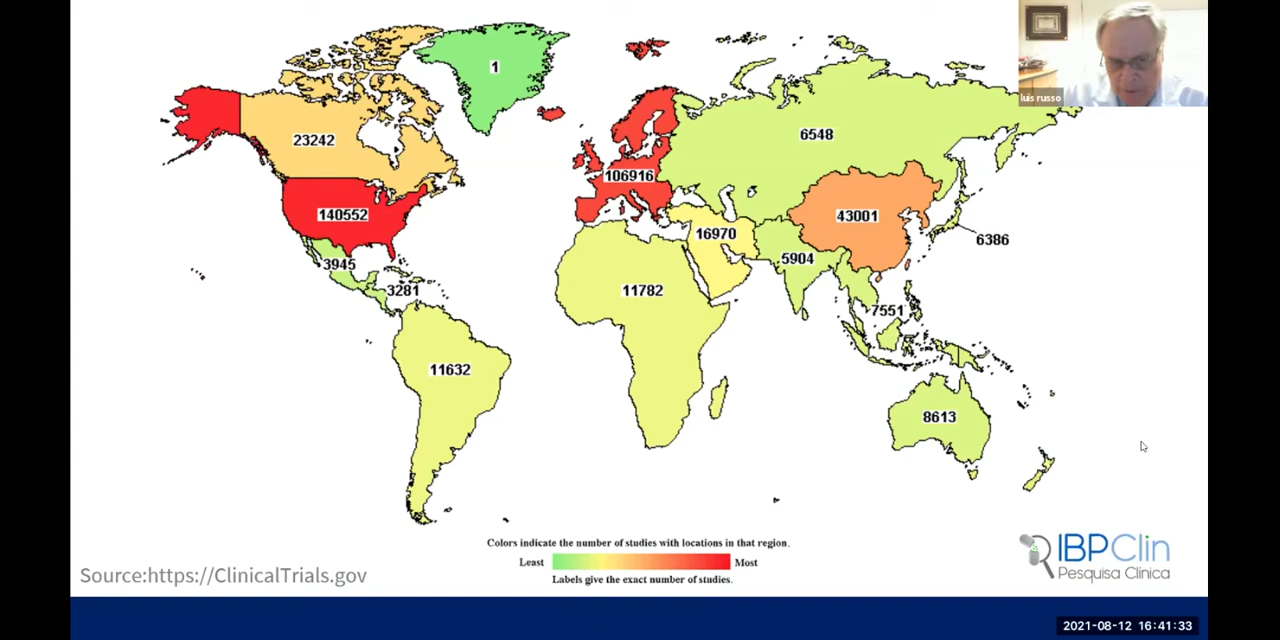 luis russo
1
23242
6548
106916
140552
43001
16970
6386
3945
5904
3281
11782
7551
11632
8613
Colors indicate the number of studies with locations in that region.
Least Most
Labels give the exact number of studies.
IBPClin
Pesquisa Clínica
Source:https://ClinicalTrials.gov
2021-08-12 16:41:33